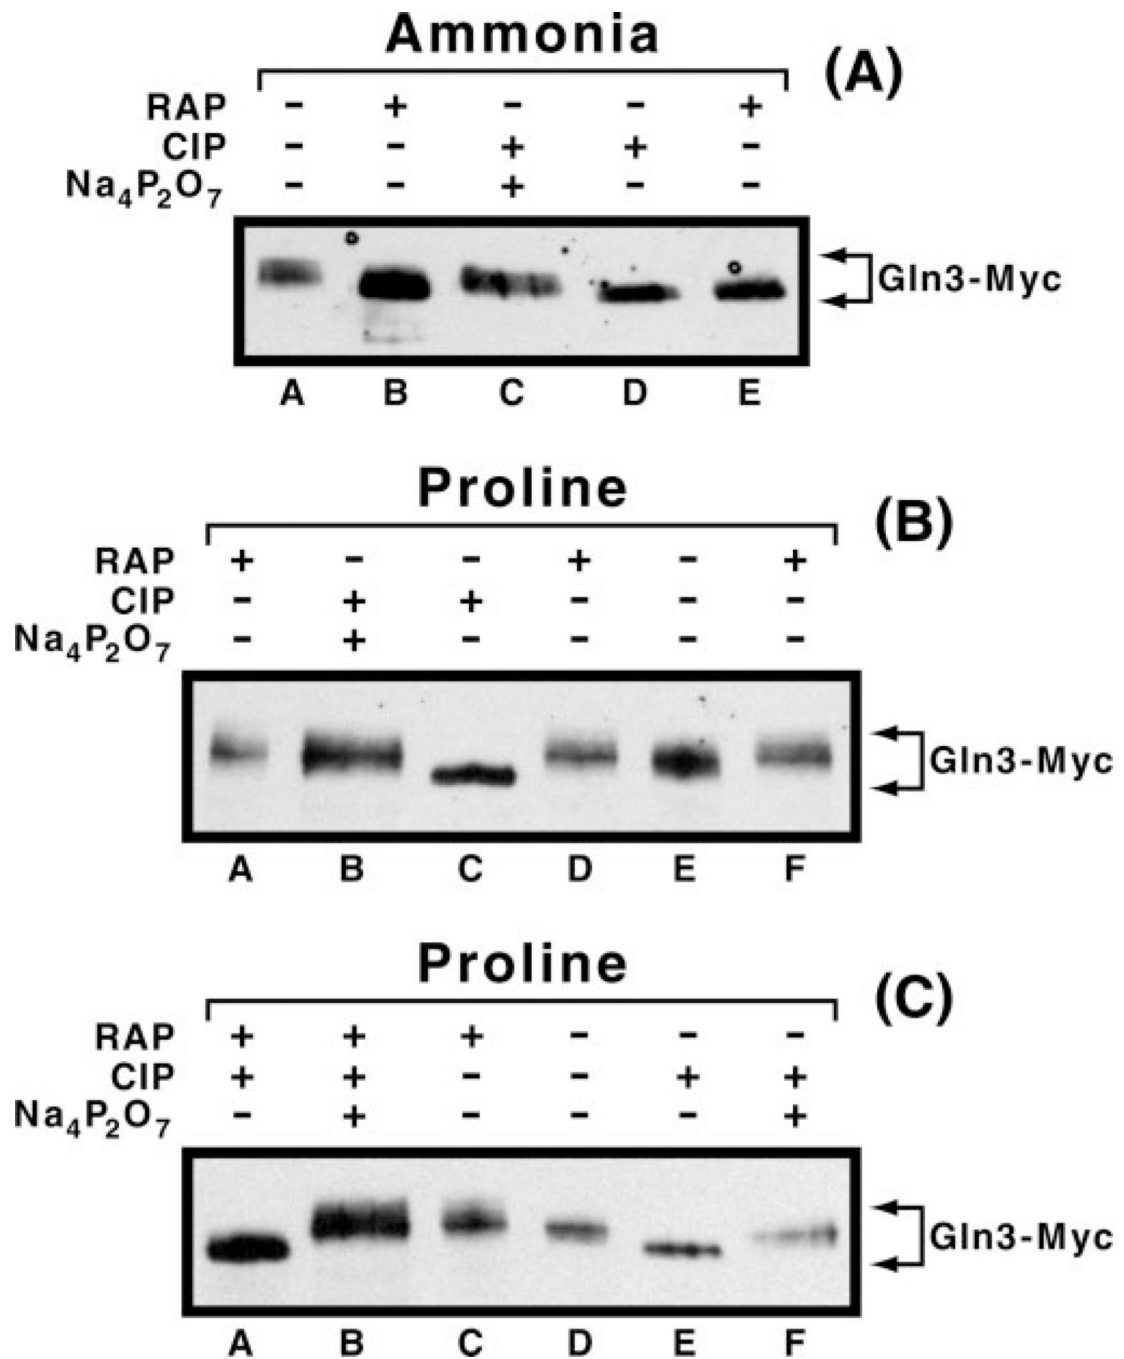 Ammonia
(A)
RAP - + - - +
CIP - - + + -
Na4P2O7 - - + - -
Gln3-Myc
A B C D E
Proline
(B)
RAP + - - + - +
CIP - + + - - -
Na4P2O7 - + - - - -
Gln3-Myc
A B C D E F
Proline
(C)
RAP + + + - - -
CIP + + - - + +
Na4P2O7 - + - - - +
Gln3-Myc
A B C D E F